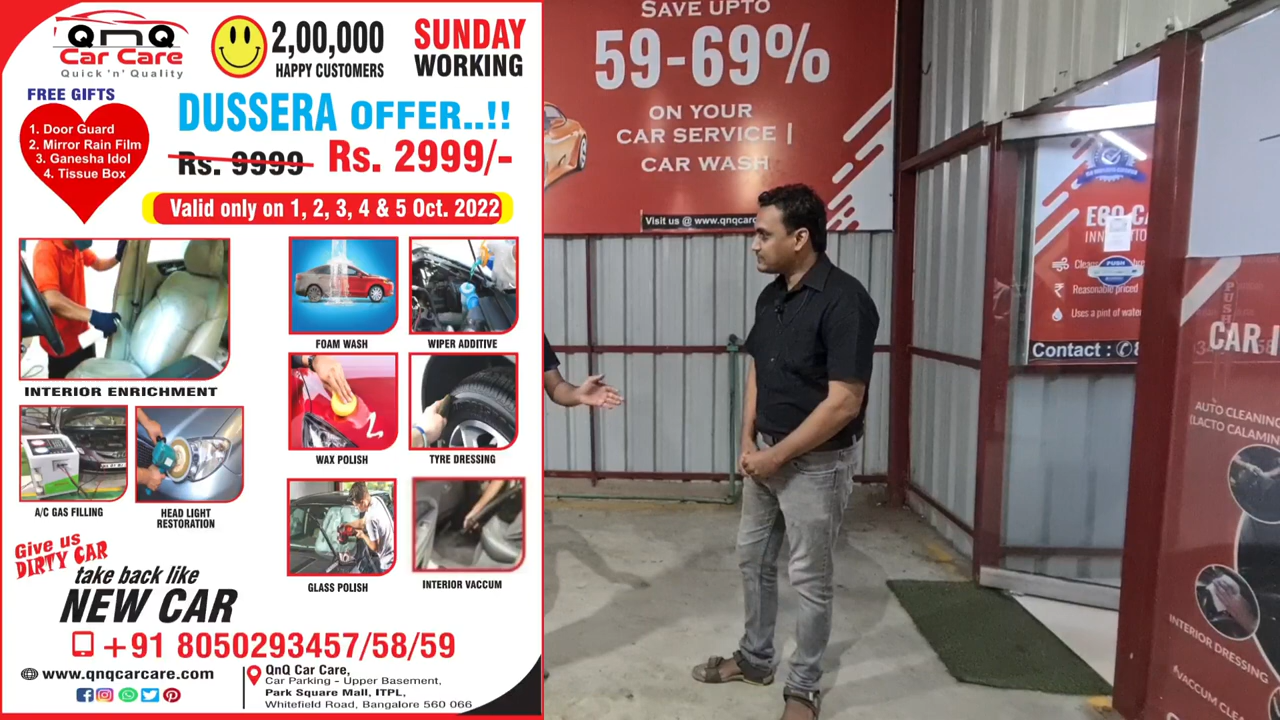 QnQ
Car Care
Quick 'n' Quality
2,00,000
HAPPY CUSTOMERS
SUNDAY
WORKING
FREE GIFTS
1. Door Guard
2. Mirror Rain Film
3. Ganesha Idol
4. Tissue Box
DUSSERA OFFER..!!
Rs. 9999 Rs. 2999/-
Valid only on 1, 2, 3, 4 & 5 Oct. 2022
INTERIOR ENRICHMENT
FOAM WASH
WIPER ADDITIVE
WAX POLISH
TYRE DRESSING
A/C GAS FILLING
HEAD LIGHT
RESTORATION
GLASS POLISH
INTERIOR VACCUM
Give us
DIRTY CAR
take back like
NEW CAR
+91 8050293457/58/59
www.qnqcarcare.com
QnQ Car Care,
Car Parking - Upper Basement,
Park Square Mall, ITPL,
Whitefield Road, Bangalore 560 066
SAVE UPTO
59-69%
ON YOUR
CAR SERVICE |
CAR WASH
Visit us @ www.qnqcar
PUSH
Reasonable priced
Uses a pint of water
Contact :
PUSH
CAR
AUTO CLEANING
(LACTO CALAMIN
INTERIOR DRESSING
VACCUM CLE